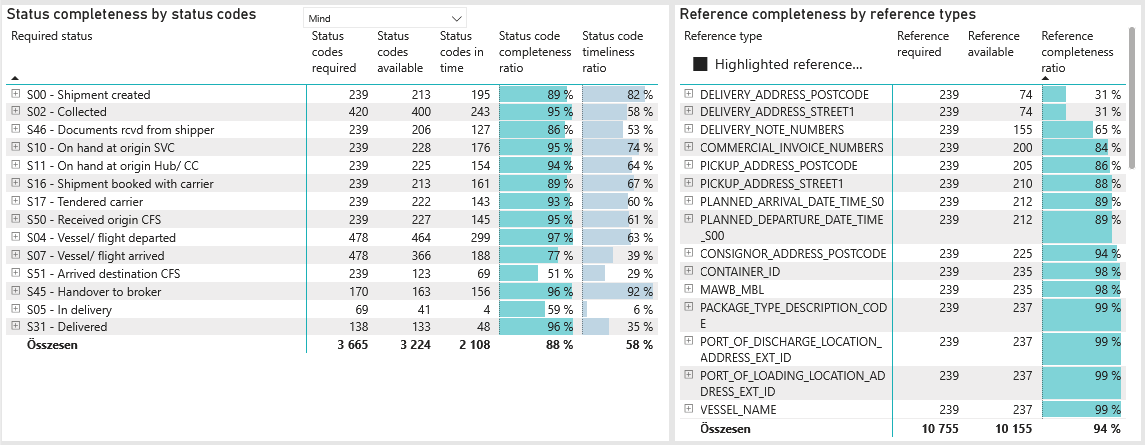 Status completeness by status codes
Mind
Required status
Status codes required
Status codes available
Status codes in time
Status code completeness ratio
Status code timeliness ratio
S00 - Shipment created 239 213 195 89 % 82 %
S02 - Collected 420 400 243 95 % 58 %
S46 - Documents rcvd from shipper 239 206 127 86 % 53 %
S10 - On hand at origin SVC 239 228 176 95 % 74 %
S11 - On hand at origin Hub/ CC 239 225 154 94 % 64 %
S16 - Shipment booked with carrier 239 213 161 89 % 67 %
S17 - Tendered carrier 239 222 143 93 % 60 %
S50 - Received origin CFS 239 227 145 95 % 61 %
S04 - Vessel/ flight departed 478 464 299 97 % 63 %
S07 - Vessel/ flight arrived 478 366 188 77 % 39 %
S51 - Arrived destination CFS 239 123 69 51 % 29 %
S45 - Handover to broker 170 163 156 96 % 92 %
S05 - In delivery 69 41 4 59 % 6 %
S31 - Delivered 138 133 48 96 % 35 %
Összesen 3 665 3 224 2 108 88 % 58 %
Reference completeness by reference types
Reference type
Highlighted reference...
Reference required
Reference available
Reference completeness ratio
DELIVERY_ADDRESS_POSTCODE 239 74 31 %
DELIVERY_ADDRESS_STREET1 239 74 31 %
DELIVERY_NOTE_NUMBERS 239 155 65 %
COMMERCIAL_INVOICE_NUMBERS 239 200 84 %
PICKUP_ADDRESS_POSTCODE 239 205 86 %
PICKUP_ADDRESS_STREET1 239 210 88 %
PLANNED_ARRIVAL_DATE_TIME_S0 239 212 89 %
PLANNED_DEPARTURE_DATE_TIME 239 212 89 %
_S00
CONSIGNOR_ADDRESS_POSTCODE 239 225 94 %
CONTAINER_ID 239 235 98 %
MAWB_MBL 239 235 98 %
PACKAGE_TYPE_DESCRIPTION_COD 239 237 99 %
E
PORT_OF_DISCHARGE_LOCATION_ 239 237 99 %
ADDRESS_EXT_ID
PORT_OF_LOADING_LOCATION_AD 239 237 99 %
DRESS_EXT_ID
VESSEL_NAME 239 237 99 %
Összesen 10 755 10 155 94 %